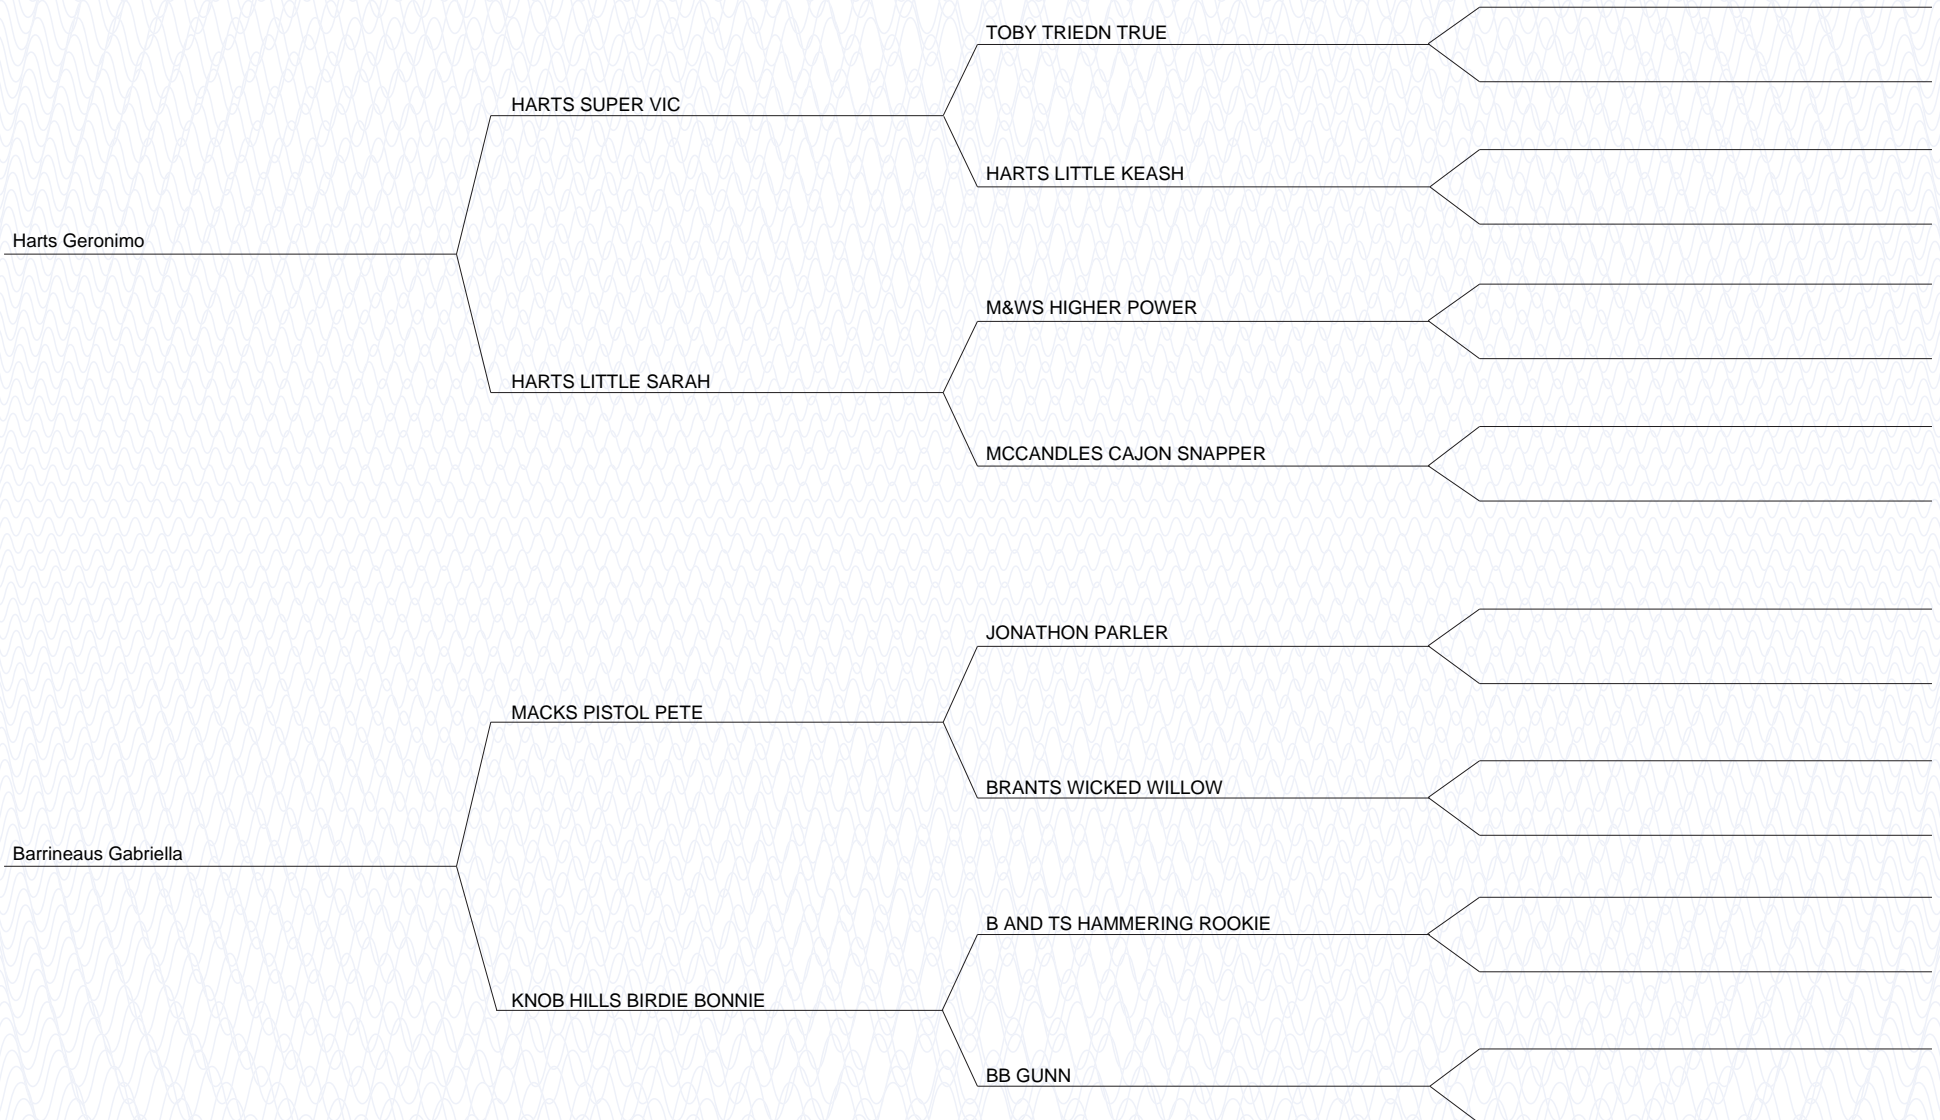 TOBY TRIEDN TRUE
HARTS SUPER VIC
HARTS LITTLE KEASH
Harts Geronimo
M&WS HIGHER POWER
HARTS LITTLE SARAH
MCCANDLES CAJON SNAPPER
JONATHON PARLER
MACKS PISTOL PETE
BRANTS WICKED WILLOW
Barrineaus Gabriella
B AND TS HAMMERING ROOKIE
KNOB HILLS BIRDIE BONNIE
BB GUNN